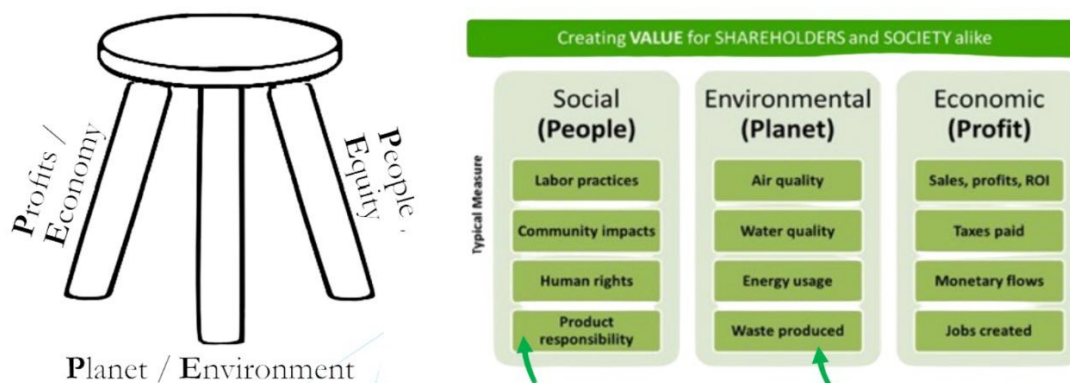 Profits /
Economy
People /
Equity
Planet / Environment
Creating VALUE for SHAREHOLDERS and SOCIETY alike
Typical Measure
Social
(People)
Labor practices
Community impacts
Human rights
Product
responsibility
Environmental
(Planet)
Air quality
Water quality
Energy usage
Waste produced
Economic
(Profit)
Sales, profits, ROI
Taxes paid
Monetary flows
Jobs created